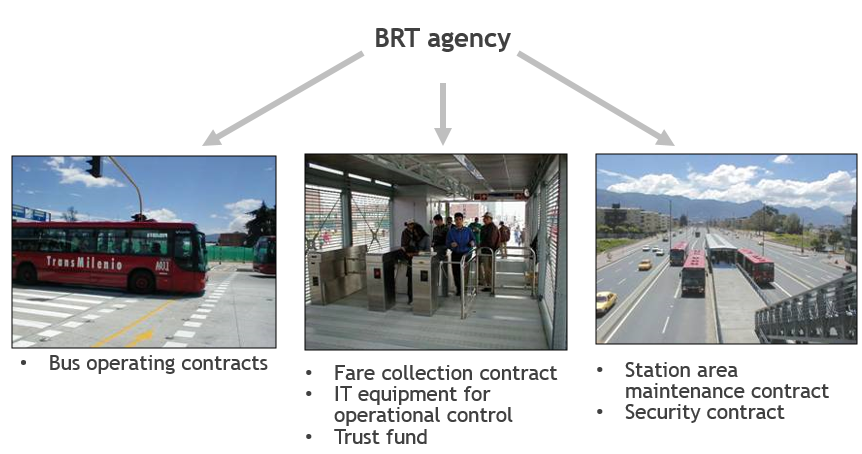 BRT agency
TransMilenio
• Bus operating contracts
• Fare collection contract
• IT equipment for
operational control
• Trust fund
• Station area
maintenance contract
• Security contract